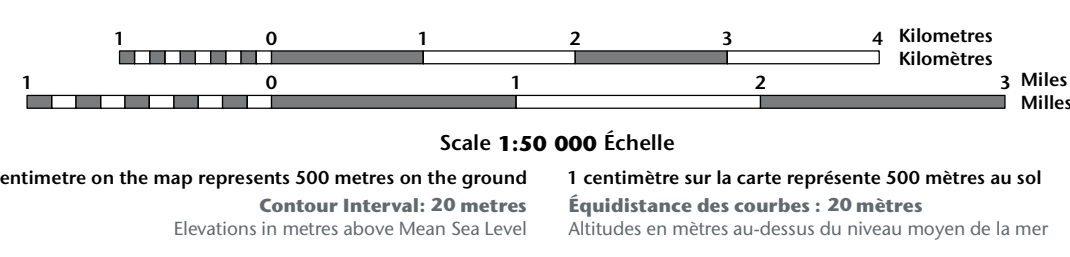 1 0 1 2 3 4 Kilometres
Kilomètres
1 0 1 2 3 Miles
Milles
Scale 1:50 000 Échelle
entimetre on the map represents 500 metres on the ground
1 centimètre sur la carte représente 500 mètres au sol
Contour Interval: 20 metres
Équidistance des courbes : 20 mètres
Elevations in metres above Mean Sea Level
Altitudes en mètres au-dessus du niveau moyen de la mer